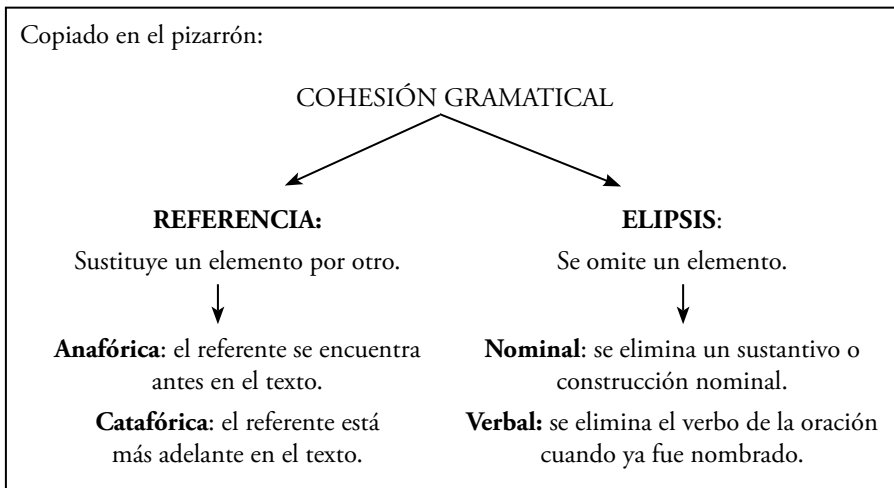 Copiado en el pizarrón:
COHESIÓN GRAMATICAL
REFERENCIA:
Sustituye un elemento por otro.
Anafórica: el referente se encuentra
antes en el texto.
Catafórica: el referente está
más adelante en el texto.
ELIPSIS:
Se omite un elemento.
Nominal: se elimina un sustantivo o
construcción nominal.
Verbal: se elimina el verbo de la oración
cuando ya fue nombrado.